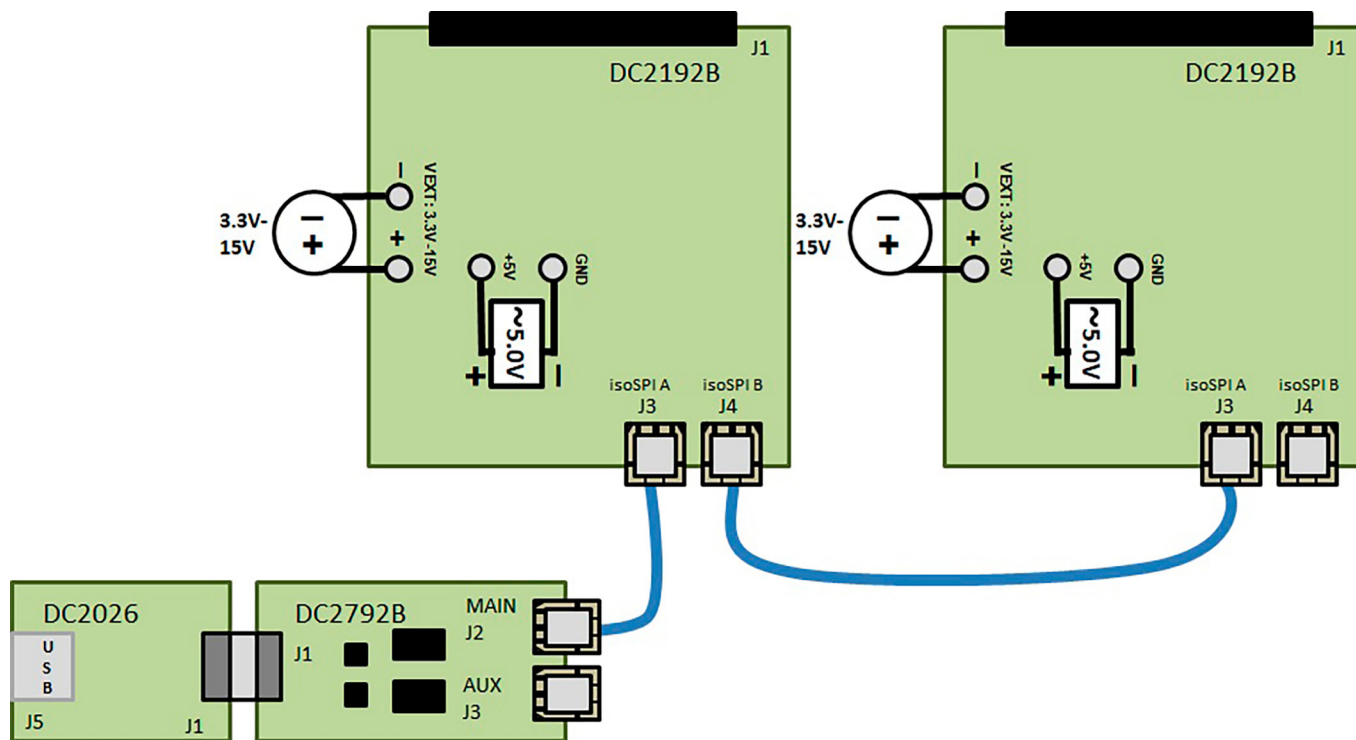 J1
DC2192B
–
VEXT: 3.3V-15V
+
3.3V-
15V
–
+
+5V
GND
~5.0V
+
–
isoSPI A
J3
isoSPI B
J4
J1
DC2192B
–
VEXT: 3.3V-15V
+
3.3V-
15V
–
+
+5V
GND
~5.0V
+
–
isoSPI A
J3
isoSPI B
J4
DC2026
USB
J5
J1
DC2792B
J1
MAIN
J2
AUX
J3